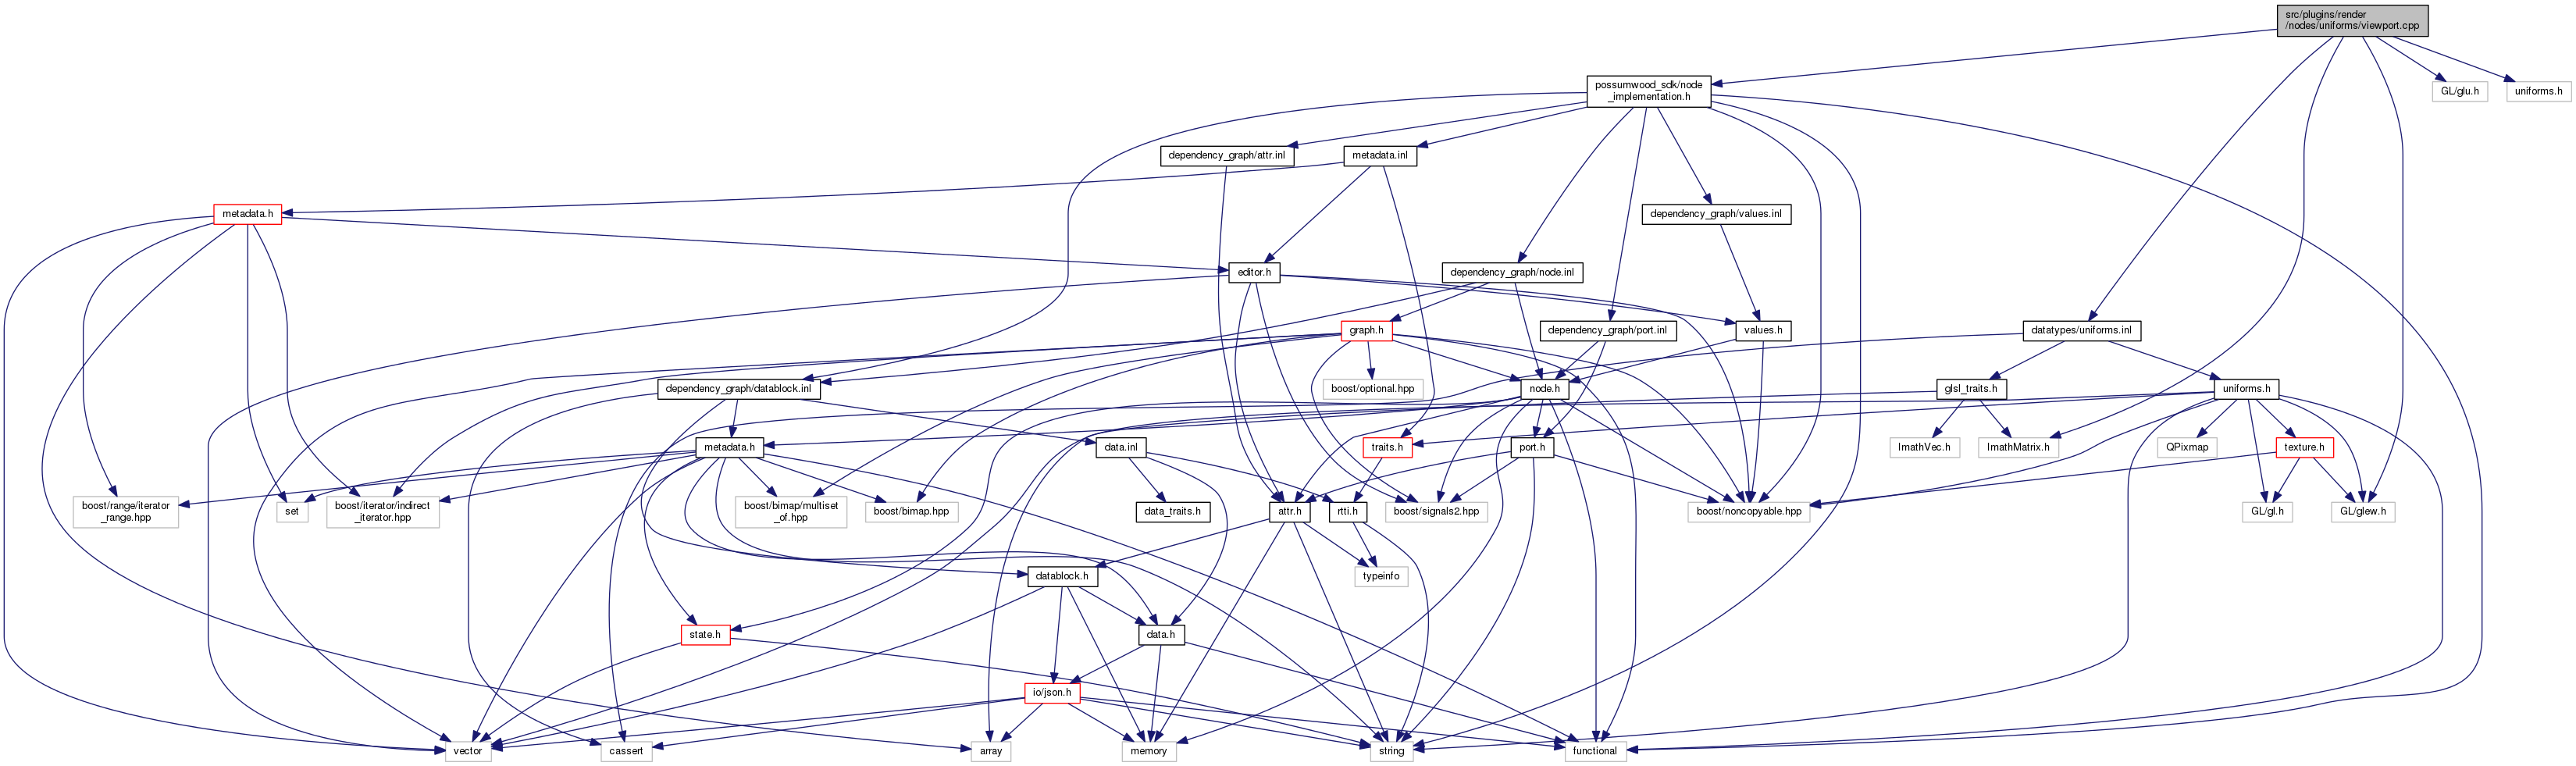 src/plugins/render
/nodes/uniforms/viewport.cpp
possumwood_sdk/node
_implementation.h
GL/glu.h
uniforms.h
dependency_graph/attr.inl
metadata.inl
metadata.h
dependency_graph/values.inl
editor.h
dependency_graph/node.inl
graph.h
dependency_graph/port.inl
values.h
datatypes/uniforms.inl
dependency_graph/datablock.inl
boost/optional.hpp
node.h
glsl_traits.h
uniforms.h
metadata.h
data.inl
traits.h
port.h
ImathVec.h
ImathMatrix.h
QPixmap
texture.h
boost/range/iterator
_range.hpp
set
boost/iterator/indirect
_iterator.hpp
boost/bimap/multiset
_of.hpp
boost/bimap.hpp
data_traits.h
attr.h
rtti.h
boost/signals2.hpp
boost/noncopyable.hpp
GL/gl.h
GL/glew.h
datablock.h
typeinfo
state.h
data.h
io/json.h
vector
cassert
array
memory
string
functional